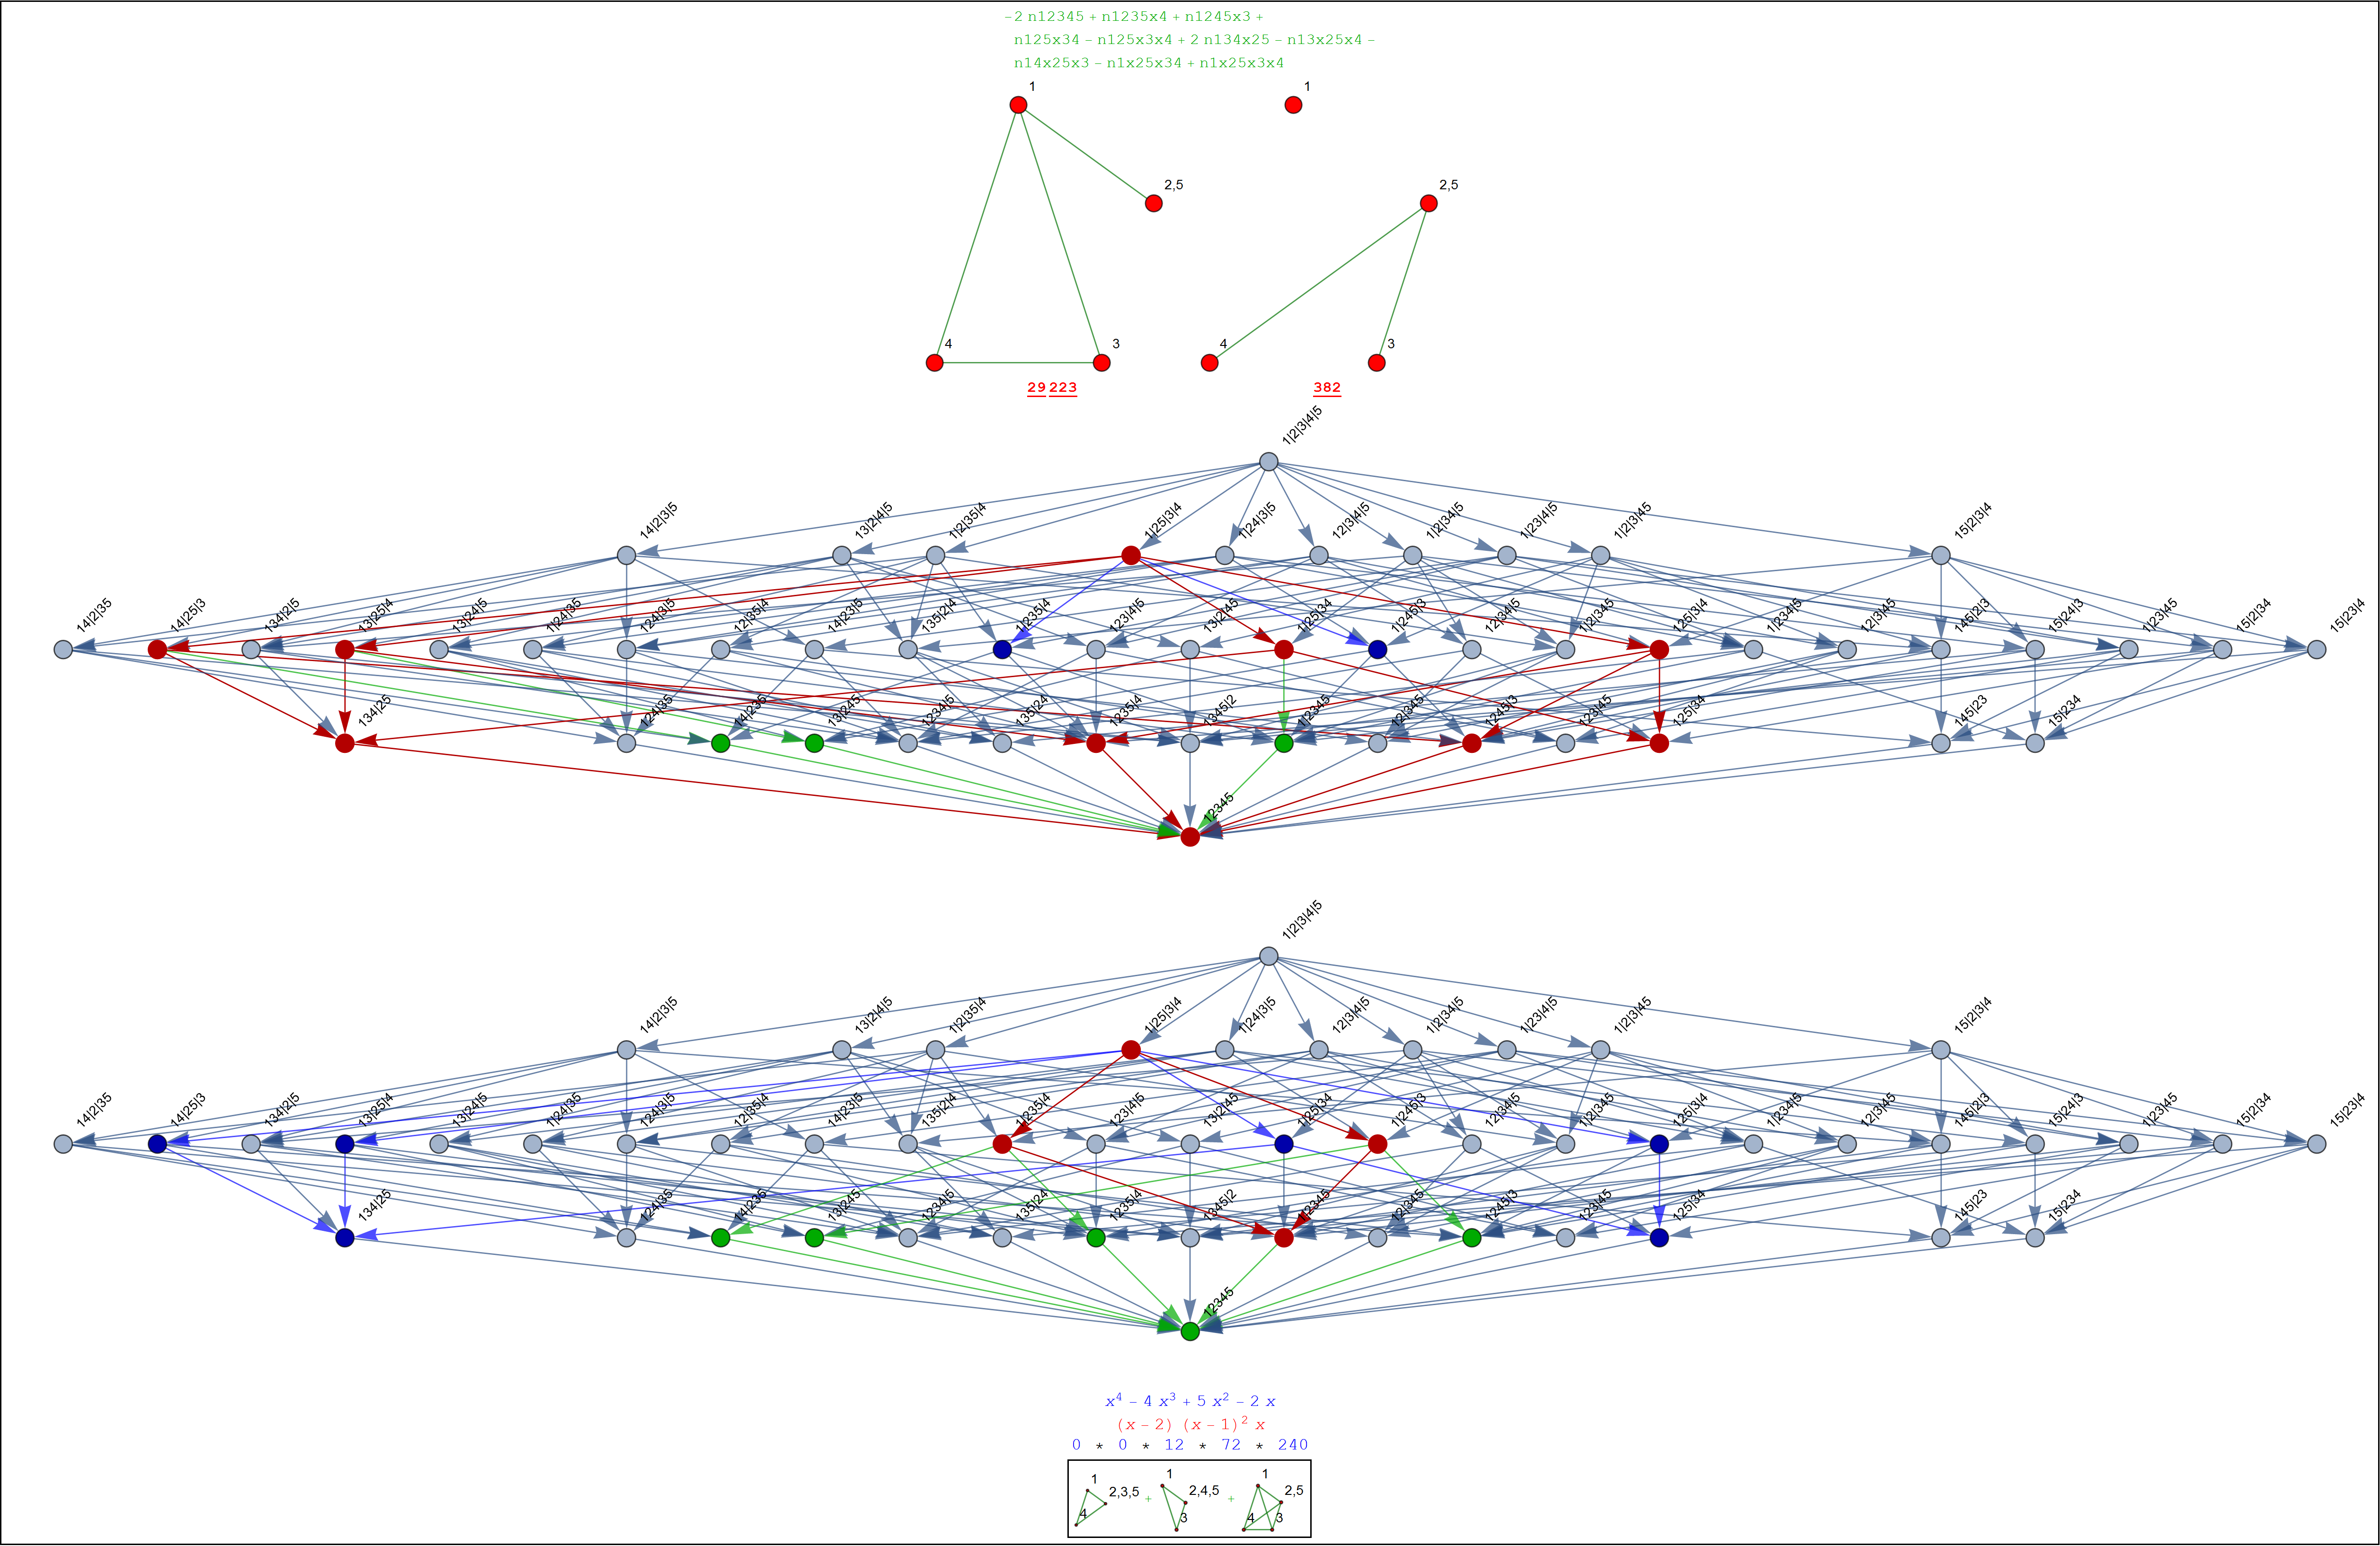 −2 n12345 + n1235x4 + n1245x3 +
n125x34 − n125x3x4 + 2 n134x25 − n13x25x4 −
n14x25x3 − n1x25x34 + n1x25x3x4
1 1
2,5 2,5
4 3 4 3
29 223 382
1|2|3|4|5
14|2|3|5 13|2|4|5 1|2|35|4 1|25|3|4 1|24|3|5 12|3|4|5 1|2|34|5 1|23|4|5 1|2|3|45 15|2|3|4
14|2|35 14|25|3 134|2|5 13|25|4 13|24|5 1|24|35 124|3|5 12|35|4 14|23|5 135|2|4 1|235|4 123|4|5 13|2|45 1|25|34 1|245|3 12|34|5 1|2|345 125|3|4 1|234|5 12|3|45 145|2|3 15|24|3 1|23|45 15|2|34 15|23|4
134|25 124|35 14|235 13|245 1234|5 135|24 1235|4 1345|2 1|2345 12|345 1245|3 123|45 125|34 145|23 15|234
12345
1|2|3|4|5
14|2|3|5 13|2|4|5 1|2|35|4 1|25|3|4 1|24|3|5 12|3|4|5 1|2|34|5 1|23|4|5 1|2|3|45 15|2|3|4
14|2|35 14|25|3 134|2|5 13|25|4 13|24|5 1|24|35 124|3|5 12|35|4 14|23|5 135|2|4 1|235|4 123|4|5 13|2|45 1|25|34 1|245|3 12|34|5 1|2|345 125|3|4 1|234|5 12|3|45 145|2|3 15|24|3 1|23|45 15|2|34 15|23|4
134|25 124|35 14|235 13|245 1234|5 135|24 1235|4 1345|2 1|2345 12|345 1245|3 123|45 125|34 145|23 15|234
12345
x⁴ − 4 x³ + 5 x² − 2 x
(x − 2) (x − 1)² x
0 * 0 * 12 * 72 * 240
1 1 1
2,3,5 + 2,4,5 + 2,5
4 3 4 3